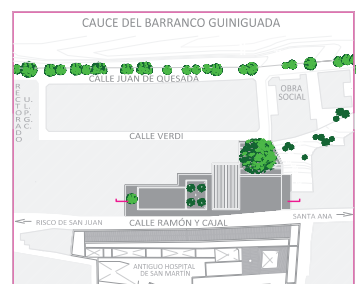 CAUCE DEL BARRANCO GUINIGUADA
CALLE JUAN DE QUESADA
RECTORADO
U.L.P.G.C.
OBRA
SOCIAL
CALLE VERDI
RISCO DE SAN JUAN
CALLE RAMÓN Y CAJAL
SANTA ANA
ANTIGUO HOSPITAL
DE SAN MARTÍN